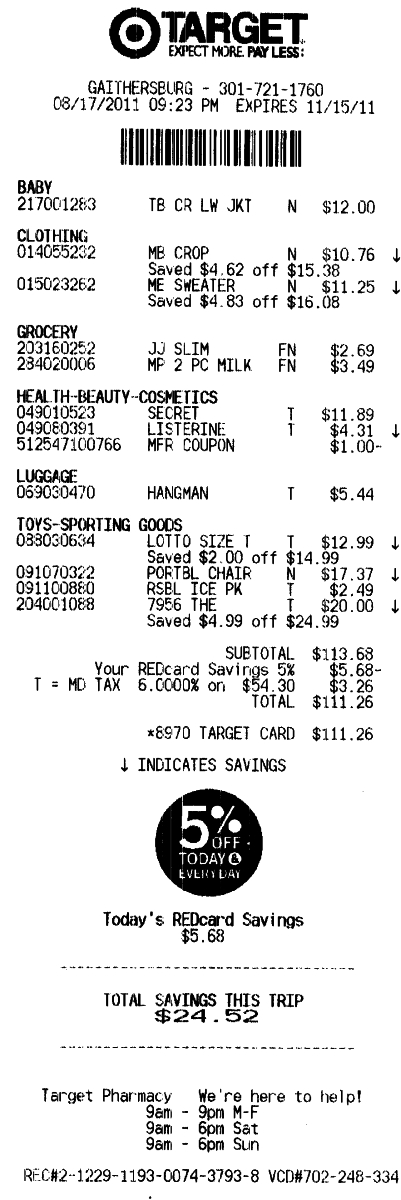 TARGET
EXPECT MORE. PAY LESS.
GAITHERSBURG - 301-721-1760
08/17/2011 09:23 PM EXPIRES 11/15/11
BABY
217001283 TB CR LW JKT N $12.00
CLOTHING
014055232 MB CROP N $10.76 ↓
Saved $4.62 off $15.38
015023262 ME SWEATER N $11.25 ↓
Saved $4.83 off $16.08
GROCERY
203160252 JJ SLIM FN $2.69
284020006 MP 2 PC MILK FN $3.49
HEALTH-BEAUTY-COSMETICS
049010523 SECRET T $11.89
049080391 LISTERINE T $4.31 ↓
512547100766 MFR COUPON $1.00-
LUGGAGE
069030470 HANGMAN T $5.44
TOYS-SPORTING GOODS
088030634 LOTTO SIZE T T $12.99 ↓
Saved $2.00 off $14.99
091070322 PORTBL CHAIR N $17.37 ↓
091100880 RSBL ICE PK T $2.49
204001088 7956 THE T $20.00 ↓
Saved $4.99 off $24.99
SUBTOTAL $113.68
Your REDcard Savings 5% $5.68-
T = MD TAX 6.0000% on $54.30 $3.26
TOTAL $111.26
*8970 TARGET CARD $111.26
↓ INDICATES SAVINGS
5%
OFF
TODAY &
EVERY DAY
Today's REDcard Savings
$5.68
TOTAL SAVINGS THIS TRIP
$24.52
Target Pharmacy We're here to help!
9am - 9pm M-F
9am - 6pm Sat
9am - 6pm Sun
REC#2-1229-1193-0074-3793-8 VCD#702-248-334